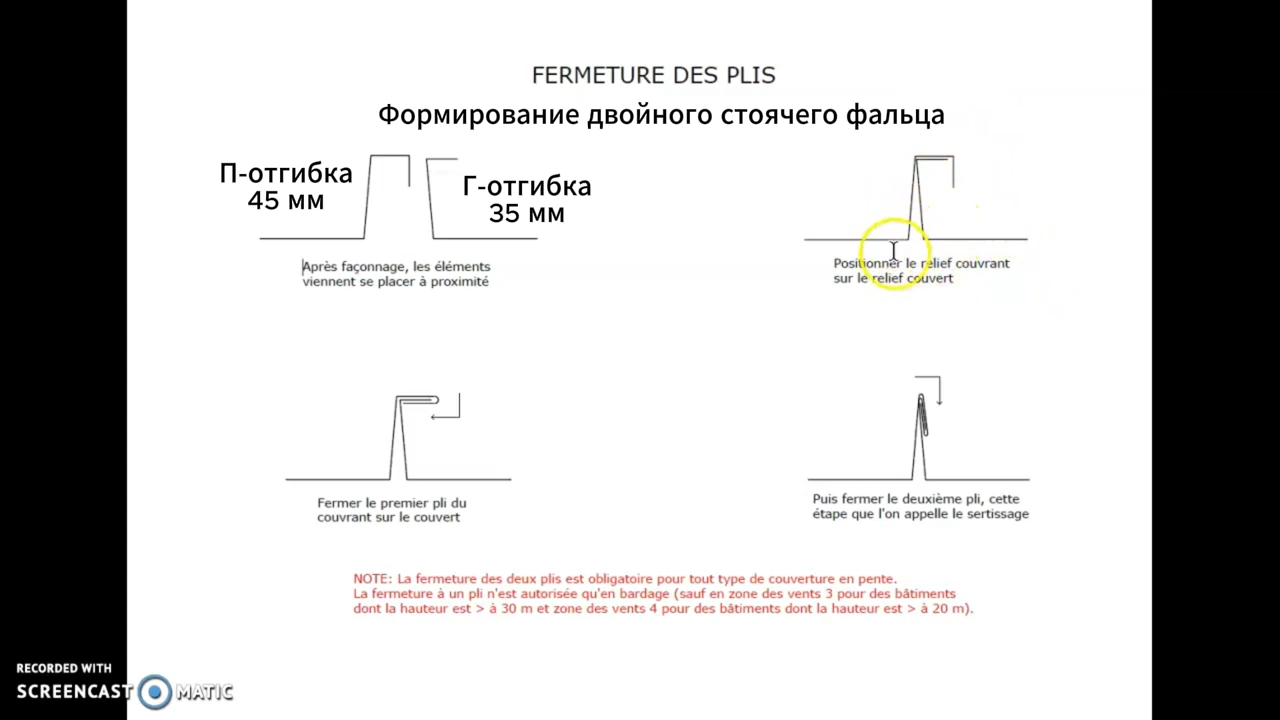 FERMETURE DES PLIS
Формирование двойного стоячего фальца
П-отгибка
45 мм
Г-отгибка
35 мм
Après façonnage, les éléments
viennent se placer à proximité
Positionner le relief couvrant
sur le relief couvert
Fermer le premier pli du
couvrant sur le couvert
Puis fermer le deuxième pli, cette
étape que l'on appelle le sertissage
NOTE: La fermeture des deux plis est obligatoire pour tout type de couverture en pente.
La fermeture à un pli n'est autorisée qu'en bardage (sauf en zone des vents 3 pour des bâtiments
dont la hauteur est > à 30 m et zone des vents 4 pour des bâtiments dont la hauteur est > à 20 m).
RECORDED WITH
SCREENCAST MATIC